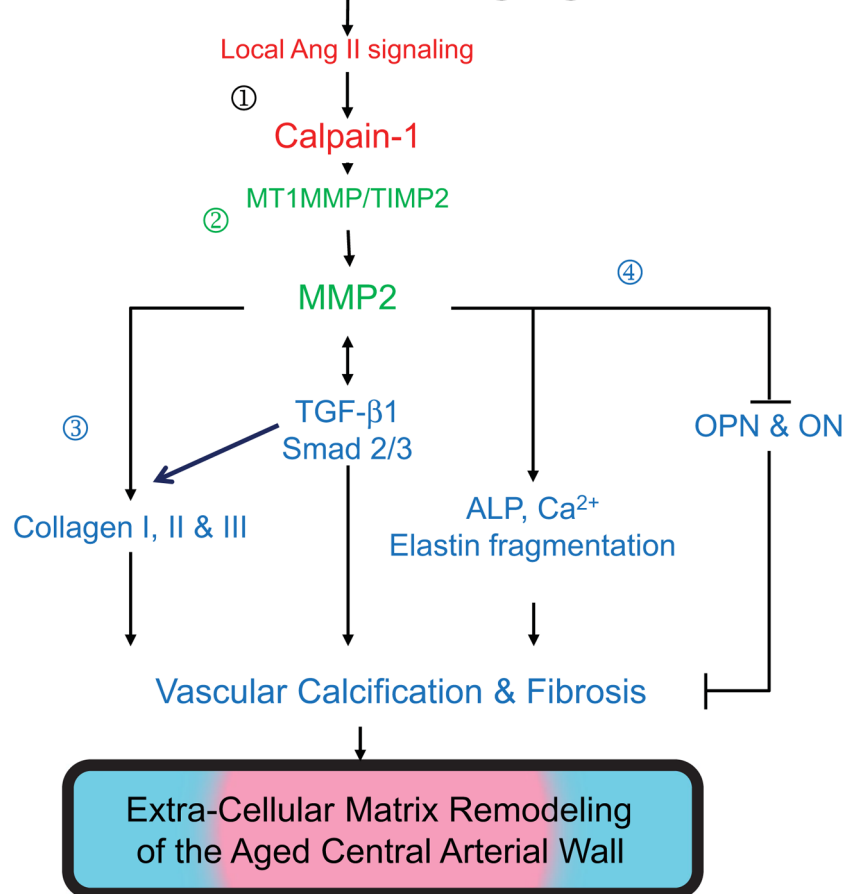 Local Ang II signaling
①
Calpain-1
MT1MMP/TIMP2
②
④
MMP2
TGF-β1
Smad 2/3
③
OPN & ON
ALP, Ca²⁺
Elastin fragmentation
Collagen I, II & III
Vascular Calcification & Fibrosis
Extra-Cellular Matrix Remodeling
of the Aged Central Arterial Wall